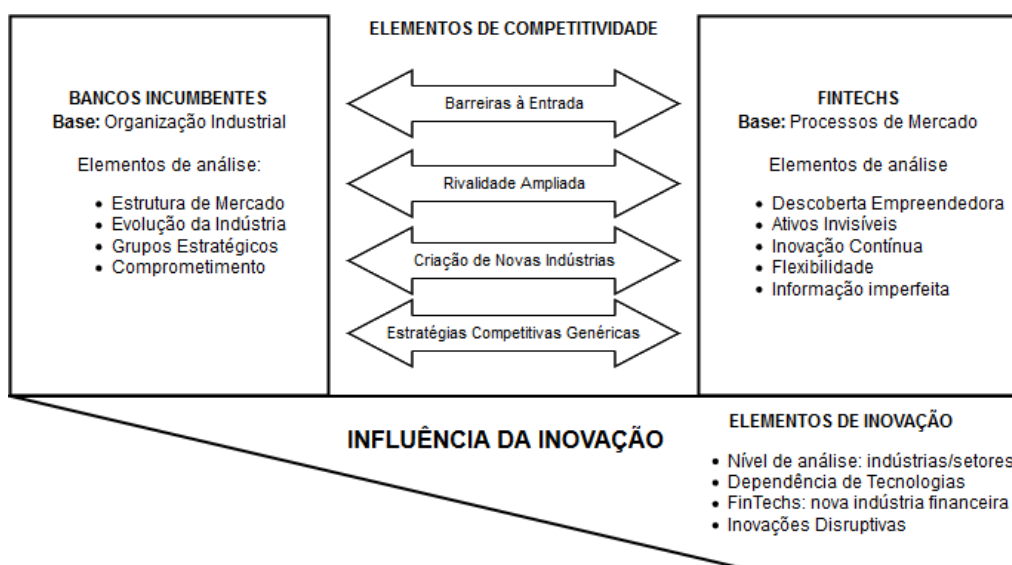 ELEMENTOS DE COMPETITIVIDADE
BANCOS INCUMBENTES
Base: Organização Industrial
Elementos de análise:
• Estrutura de Mercado
• Evolução da Indústria
• Grupos Estratégicos
• Comprometimento
Barreiras à Entrada
Rivalidade Ampliada
Criação de Novas Indústrias
Estratégias Competitivas Genéricas
FINTECHS
Base: Processos de Mercado
Elementos de análise
• Descoberta Empreendedora
• Ativos Invisíveis
• Inovação Contínua
• Flexibilidade
• Informação imperfeita
INFLUÊNCIA DA INOVAÇÃO
ELEMENTOS DE INOVAÇÃO
• Nível de análise: indústrias/setores
• Dependência de Tecnologias
• FinTechs: nova indústria financeira
• Inovações Disruptivas